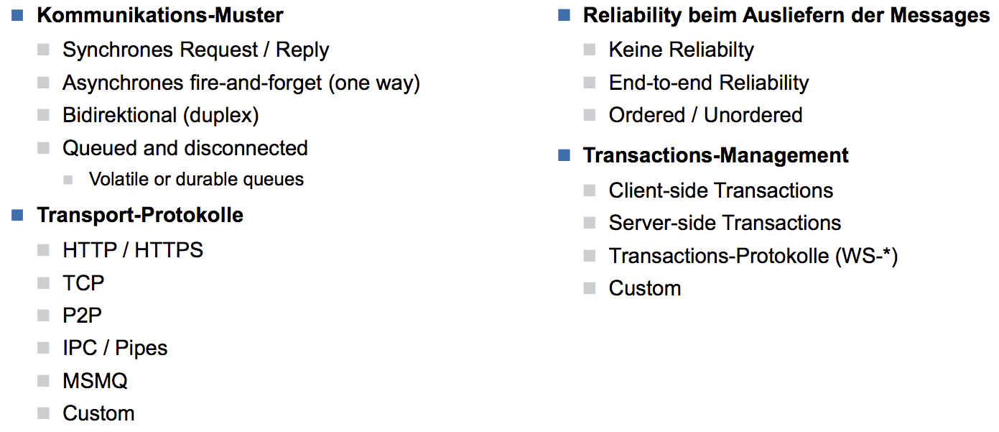 Kommunikations-Muster
Synchrones Request / Reply
Asynchrones fire-and-forget (one way)
Bidirektional (duplex)
Queued and disconnected
Volatile or durable queues
Transport-Protokolle
HTTP / HTTPS
TCP
P2P
IPC / Pipes
MSMQ
Custom
Reliability beim Ausliefern der Messages
Keine Reliabilty
End-to-end Reliability
Ordered / Unordered
Transactions-Management
Client-side Transactions
Server-side Transactions
Transactions-Protokolle (WS-*)
Custom